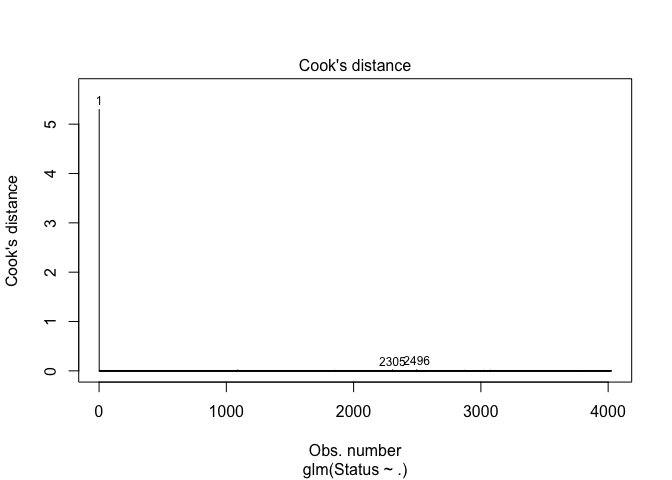 Cook's distance
1
Cook's distance
5
4
3
2
1
0
2305
2496
0 1000 2000 3000 4000
Obs. number
glm(Status ~ .)